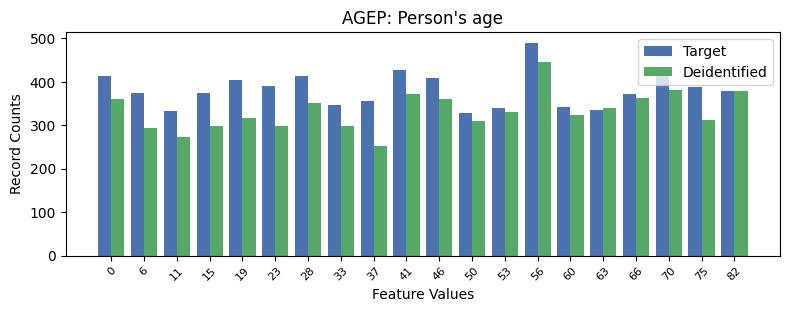 AGEP: Person's age
Record Counts
500
400
300
200
100
0
Target
Deidentified
0 6 11 15 19 23 28 33 37 41 46 50 53 56 60 63 66 70 75 82
Feature Values